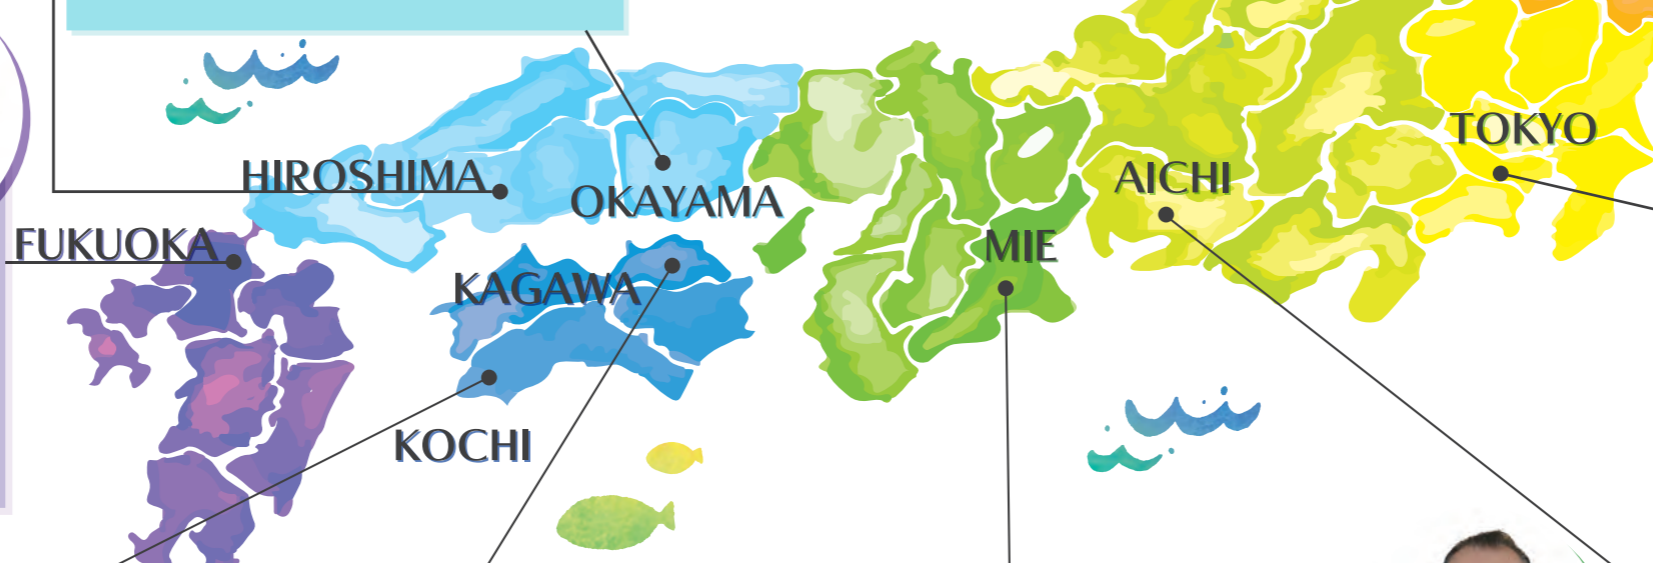 TOKYO
HIROSHIMA
AICHI
OKAYAMA
FUKUOKA
MIE
KAGAWA
KOCHI